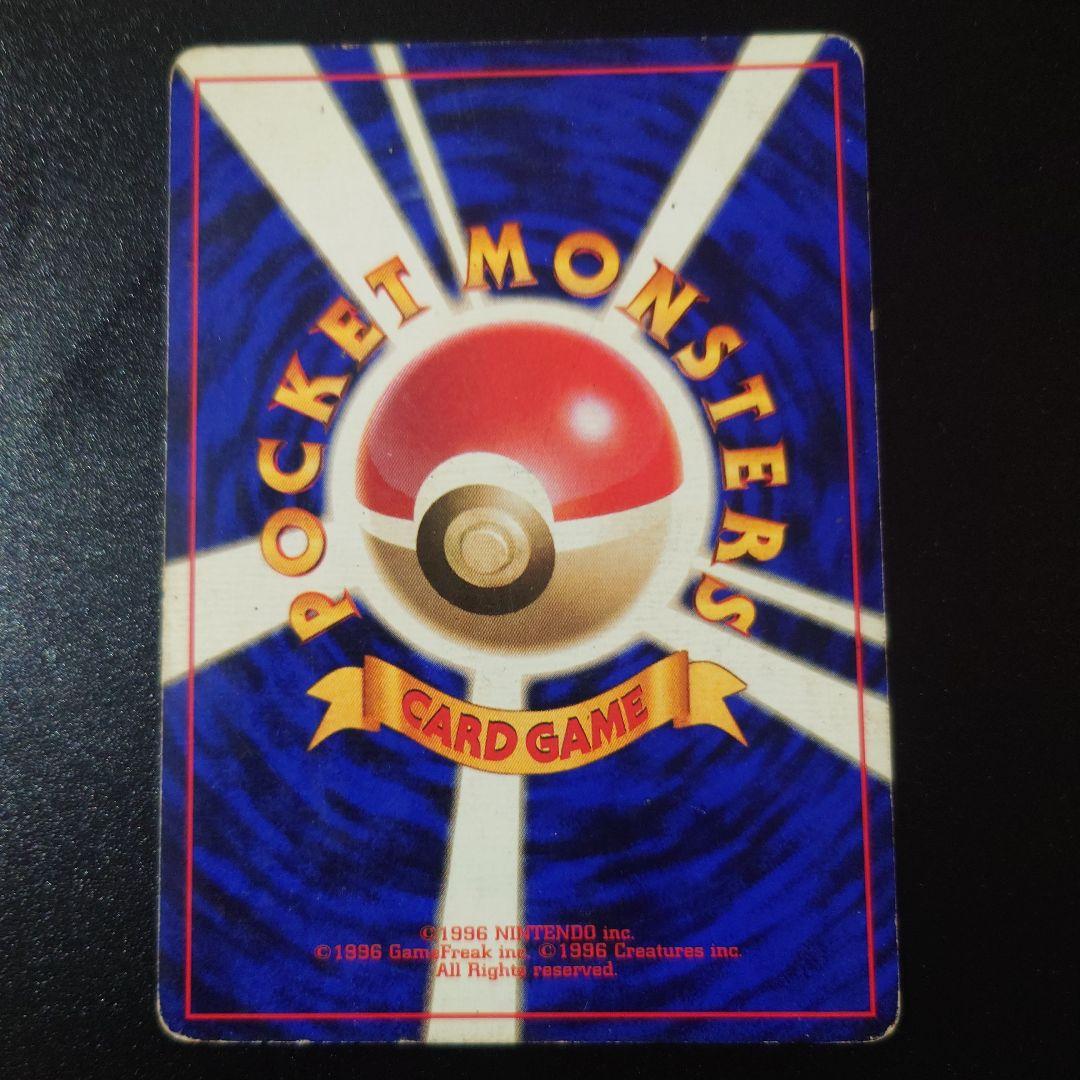 POCKET MONSTERS
CARD GAME
©1996 NINTENDO inc.
©1996 GameFreak inc. ©1996 Creatures inc.
All Rights reserved.